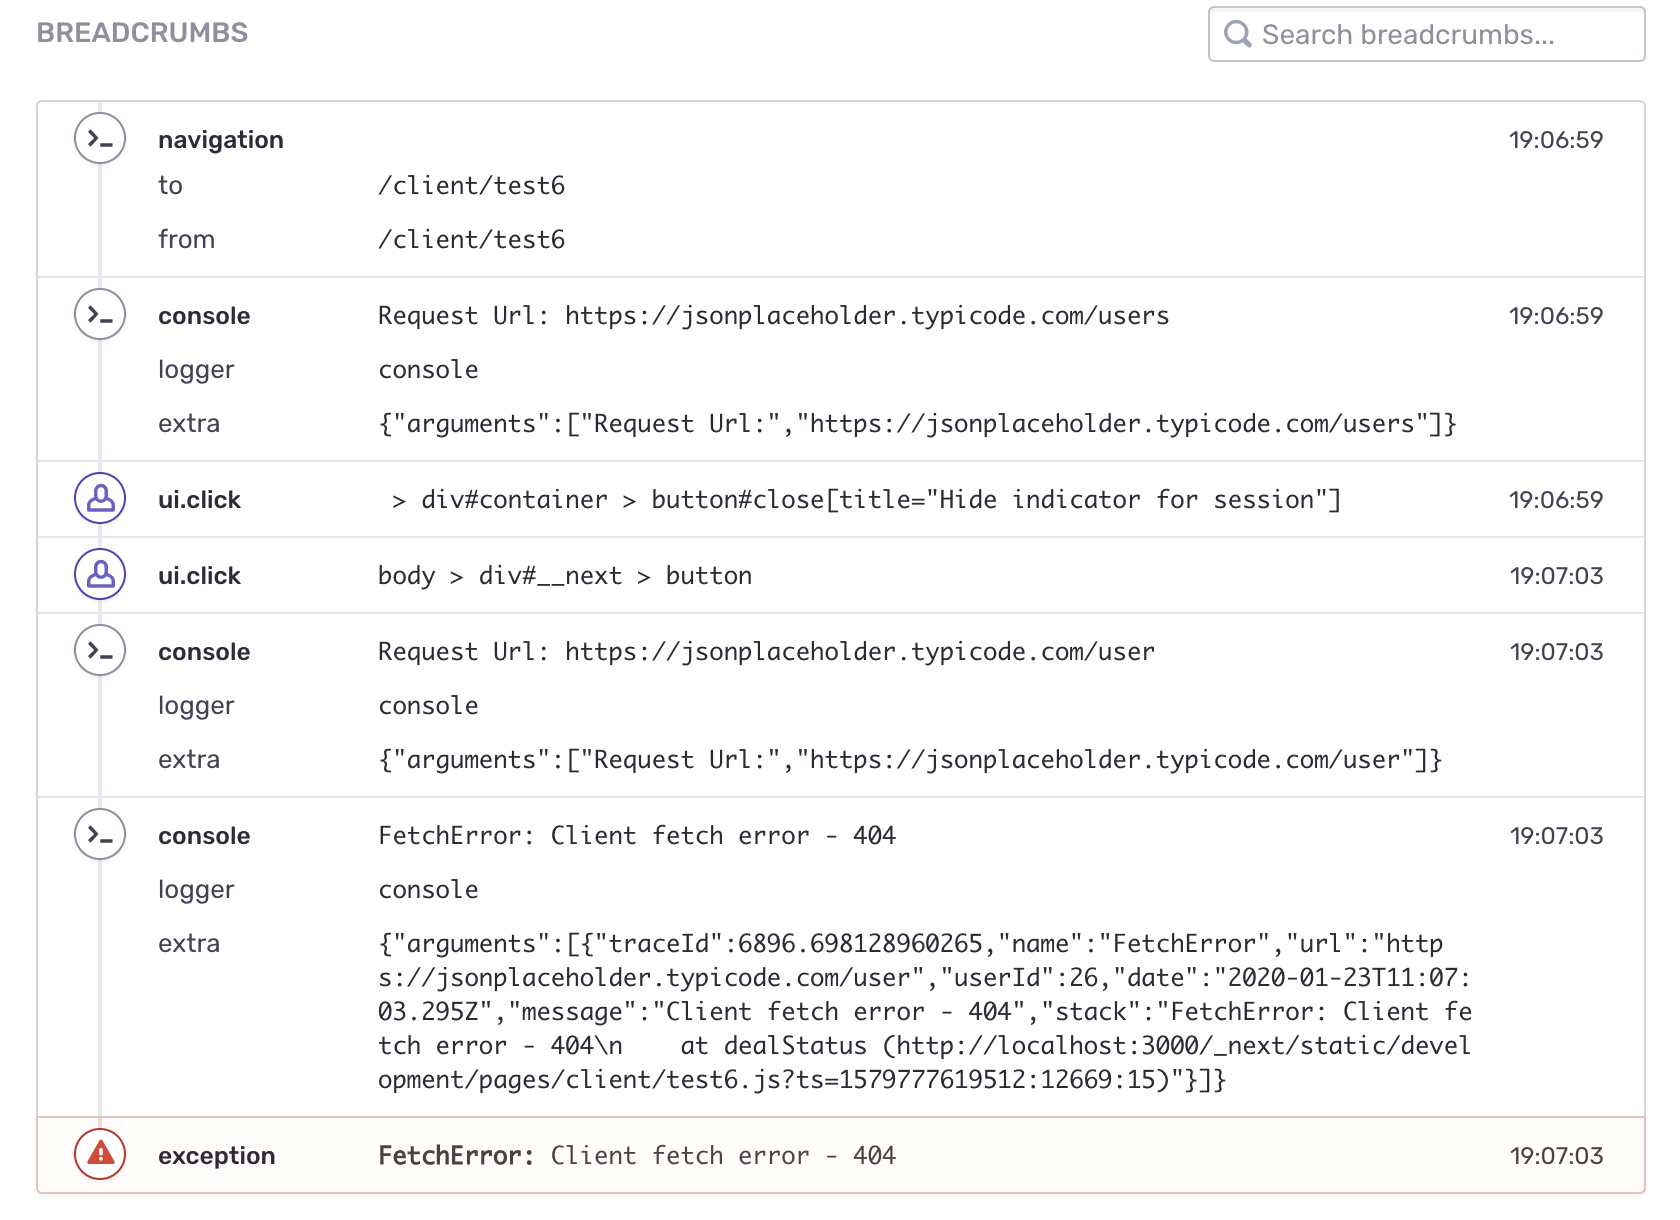 BREADCRUMBS
Search breadcrumbs...
navigation 19:06:59
to /client/test6
from /client/test6
console Request Url: https://jsonplaceholder.typicode.com/users 19:06:59
logger console
extra {"arguments":["Request Url:","https://jsonplaceholder.typicode.com/users"]}
ui.click > div#container > button#close[title="Hide indicator for session"] 19:06:59
ui.click body > div#__next > button 19:07:03
console Request Url: https://jsonplaceholder.typicode.com/user 19:07:03
logger console
extra {"arguments":["Request Url:","https://jsonplaceholder.typicode.com/user"]}
console FetchError: Client fetch error - 404 19:07:03
logger console
extra {"arguments":[{"traceId":6896.698128960265,"name":"FetchError","url":"http
s://jsonplaceholder.typicode.com/user","userId":26,"date":"2020-01-23T11:07:
03.295Z","message":"Client fetch error - 404","stack":"FetchError: Client fe
tch error - 404\n    at dealStatus (http://localhost:3000/_next/static/devel
opment/pages/client/test6.js?ts=1579777619512:12669:15)"}]}
exception FetchError: Client fetch error - 404 19:07:03